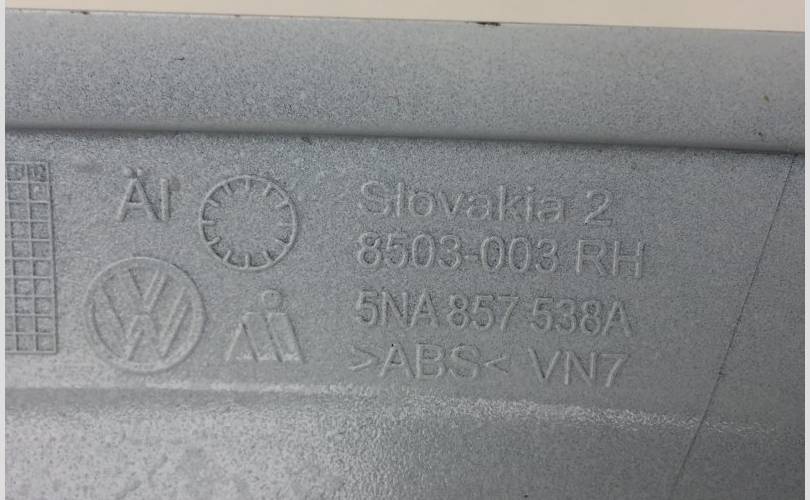 ÄI
Slovakia 2
8503-003 RH
5NA 857 538A
>ABS< VN7